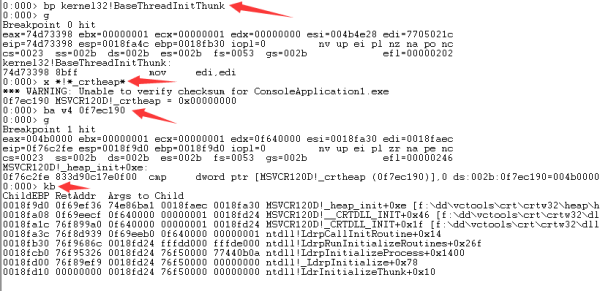 0:000> bp kernel32!BaseThreadInitThunk
0:000> g
Breakpoint 0 hit
eax=74d73398 ebx=00000001 ecx=00000001 edx=00000000 esi=004b4e28 edi=7705021c
eip=74d73398 esp=0018fa4c ebp=0018fb30 iopl=0         nv up ei pl nz na po nc
cs=0023  ss=002b  ds=002b  es=002b  fs=0053  gs=002b             efl=00000202
kernel32!BaseThreadInitThunk:
74d73398 8bff            mov     edi,edi
0:000> x *!*_crtheap*
*** WARNING: Unable to verify checksum for ConsoleApplication1.exe
0f7ec190 MSVCR120D!_crtheap = 0x00000000
0:000> ba w4 0f7ec190
0:000> g
Breakpoint 1 hit
eax=004b0000 ebx=00000000 ecx=00000001 edx=0f640000 esi=0018fa30 edi=0018faec
eip=0f76c2fe esp=0018f9d0 ebp=0018f9d0 iopl=0         nv up ei pl zr na pe nc
cs=0023  ss=002b  ds=002b  es=002b  fs=0053  gs=002b             efl=00000246
MSVCR120D!_heap_init+0xe:
0f76c2fe 833d90c17e0f00  cmp     dword ptr [MSVCR120D!_crtheap (0f7ec190)],0 ds:002b:0f7ec190=004b0000
0:000> kb
ChildEBP RetAddr  Args to Child
0018f9d0 0f69ef36 74e86ba1 0018faec 0018fa30 MSVCR120D!_heap_init+0xe [f:\dd\vctools\crt\crtw32\heap\h
0018fa08 0f69eecf 0f640000 00000001 0018fd24 MSVCR120D!__CRTDLL_INIT+0x46 [f:\dd\vctools\crt\crtw32\dll
0018fa1c 76f899a0 0f640000 00000001 0018fd24 MSVCR120D!_CRTDLL_INIT+0x1f [f:\dd\vctools\crt\crtw32\dll
0018fa3c 76f8d939 0f69eeb0 0f640000 00000001 ntdll!LdrpCallInitRoutine+0x14
0018fb30 76f9686c 0018fd24 fffdd000 fffde000 ntdll!LdrpRunInitializeRoutines+0x26f
0018fcb0 76f95326 0018fd24 76f50000 77440b0a ntdll!LdrpInitializeProcess+0x1400
0018fd00 76f89ef9 0018fd24 76f50000 00000000 ntdll!_LdrpInitialize+0x78
0018fd10 00000000 0018fd24 76f50000 00000000 ntdll!LdrInitializeThunk+0x10